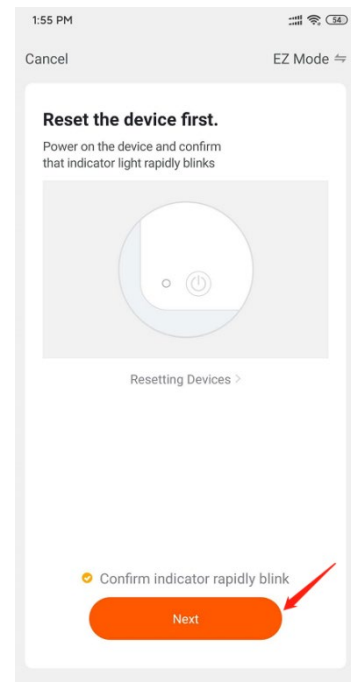 1:55 PM 54
Cancel EZ Mode
Reset the device first.
Power on the device and confirm
that indicator light rapidly blinks
Resetting Devices >
Confirm indicator rapidly blink
Next